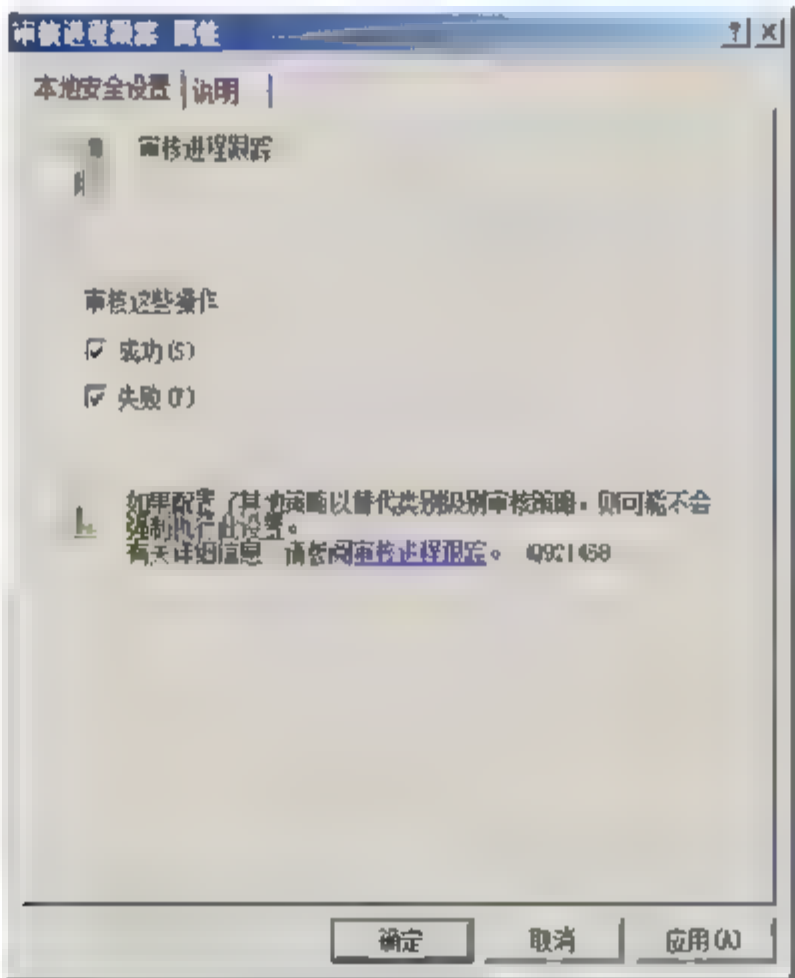 审核进程跟踪 属性
本地安全设置 说明
审核进程跟踪
审核这些操作
成功(S)
失败(F)
如果配置了其他策略以替代类别级别审核策略，则可能不会
强制执行此设置。
有关详细信息，请参阅审核进程跟踪。 (Q921468)
确定 取消 应用(A)